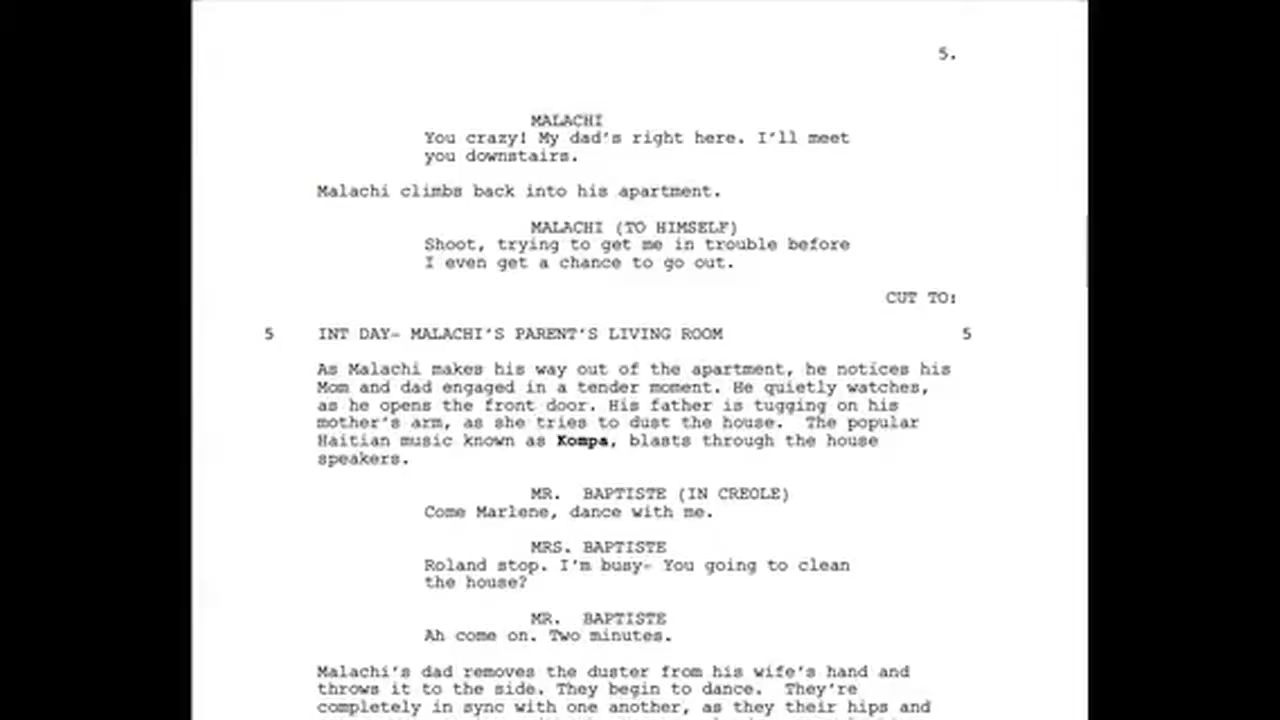 5.
MALACHI
You crazy! My dad's right here. I'll meet
you downstairs.
Malachi climbs back into his apartment.
MALACHI (TO HIMSELF)
Shoot, trying to get me in trouble before
I even get a chance to go out.
CUT TO:
5 INT DAY- MALACHI'S PARENT'S LIVING ROOM 5
As Malachi makes his way out of the apartment, he notices his
Mom and dad engaged in a tender moment. He quietly watches,
as he opens the front door. His father is tugging on his
mother's arm, as she tries to dust the house. The popular
Haitian music known as Kompa, blasts through the house
speakers.
MR. BAPTISTE (IN CREOLE)
Come Marlene, dance with me.
MRS. BAPTISTE
Roland stop. I'm busy- You going to clean
the house?
MR. BAPTISTE
Ah come on. Two minutes.
Malachi's dad removes the duster from his wife's hand and
throws it to the side. They begin to dance. They're
completely in sync with one another, as they their hips and